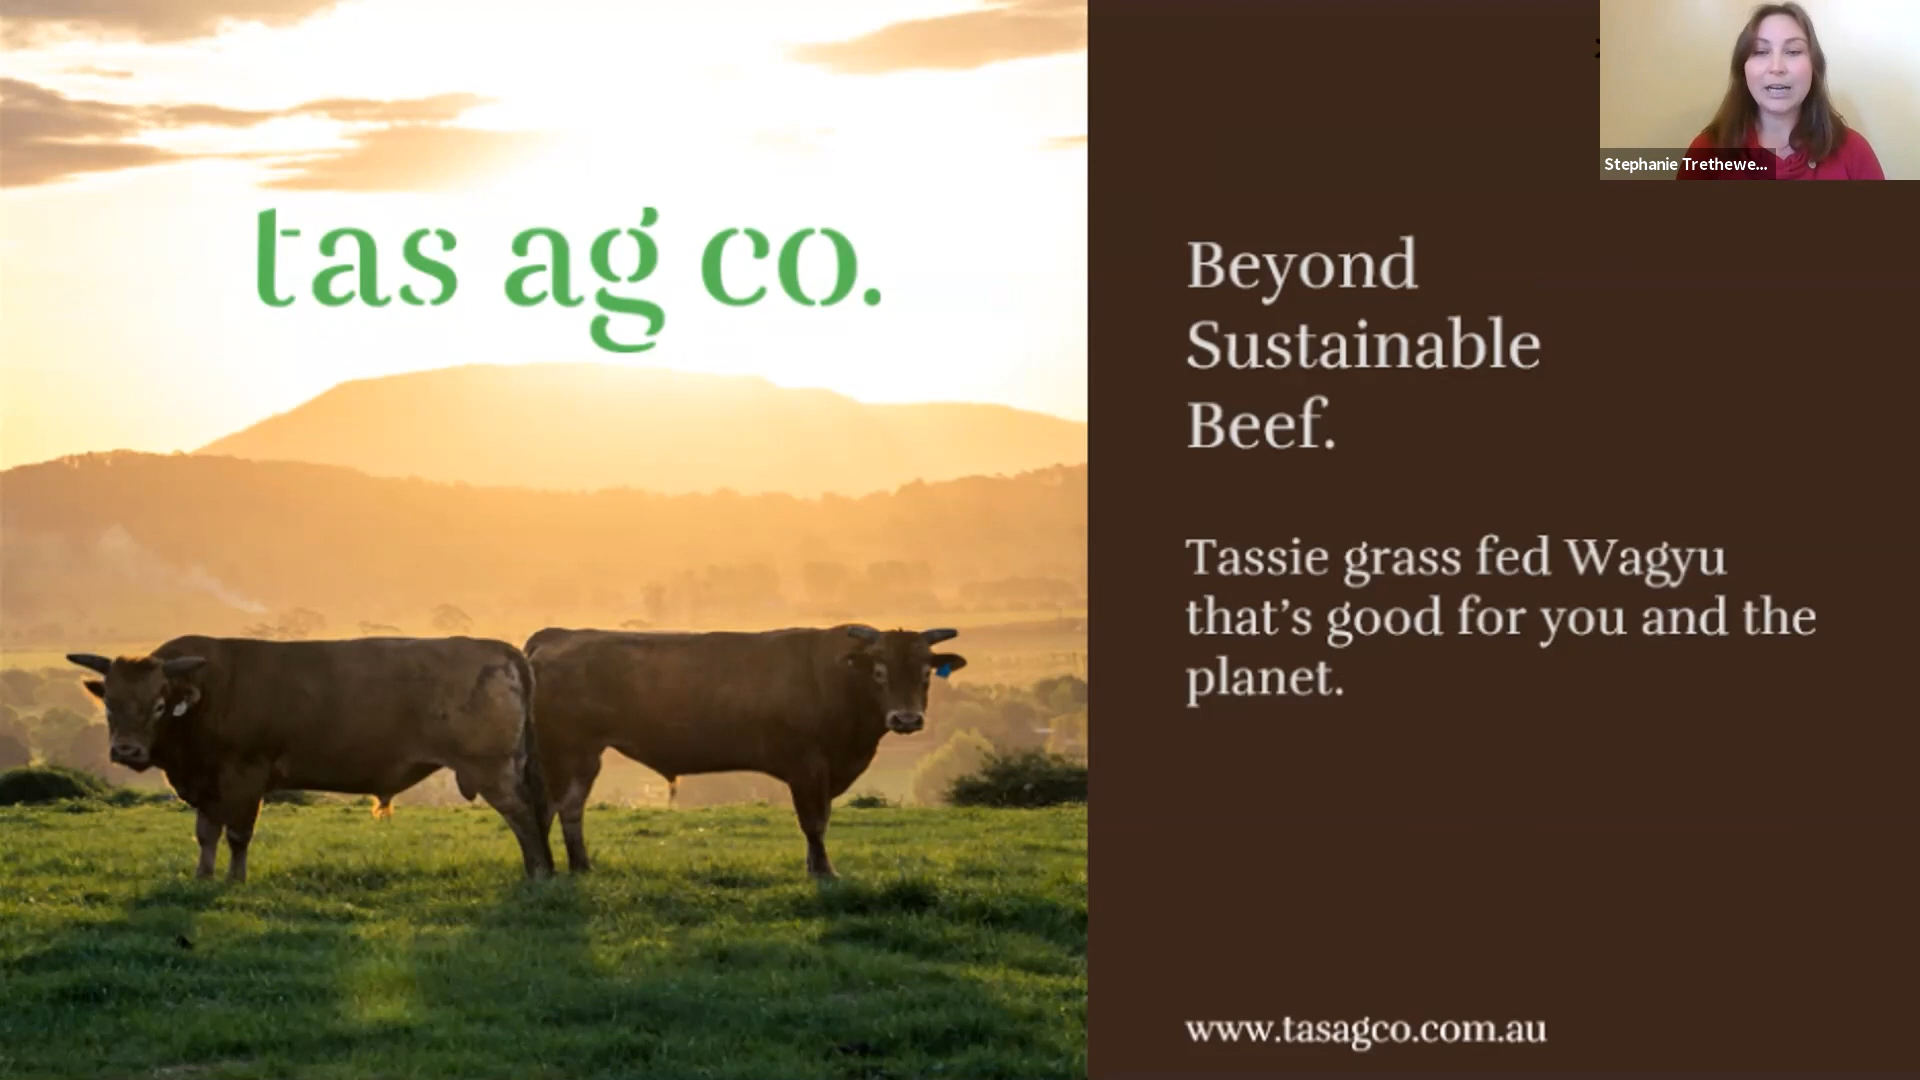 tas ag co.
Stephanie Trethewe...
Beyond
Sustainable
Beef.
Tassie grass fed Wagyu
that's good for you and the
planet.
www.tasagco.com.au